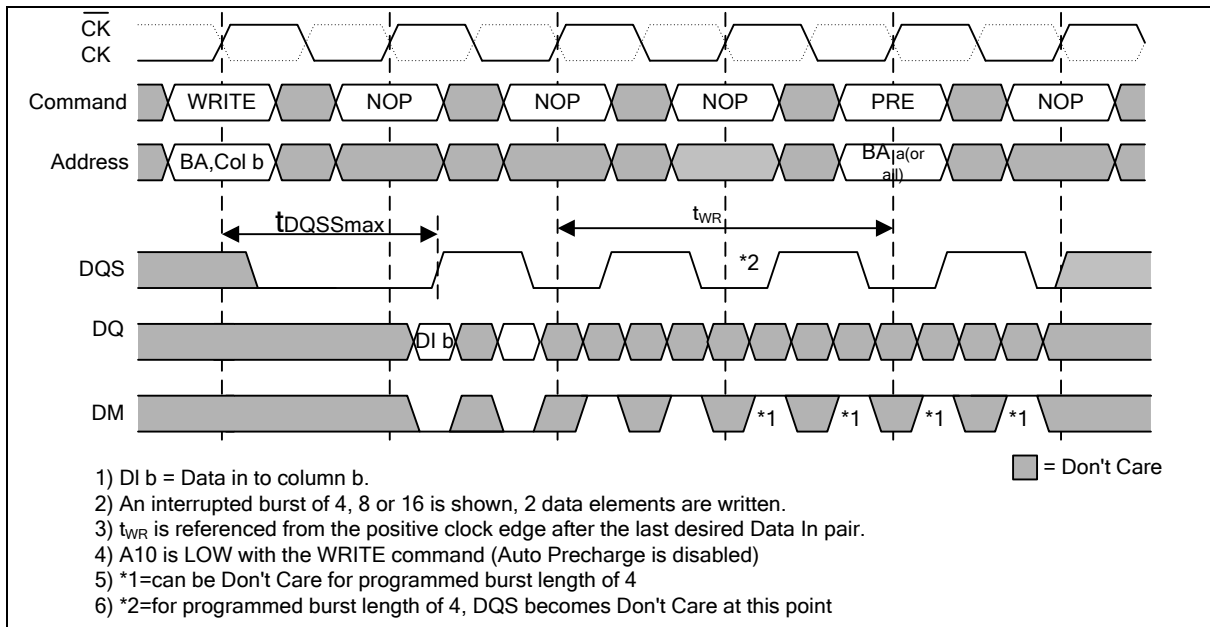 CK
CK
Command WRITE NOP NOP NOP PRE NOP
Address BA,Col b BA a(or all)
tDQSSmax tWR
DQS *2
DQ DI b
DM *1 *1 *1 *1
= Don't Care
1) DI b = Data in to column b.
2) An interrupted burst of 4, 8 or 16 is shown, 2 data elements are written.
3) tWR is referenced from the positive clock edge after the last desired Data In pair.
4) A10 is LOW with the WRITE command (Auto Precharge is disabled)
5) *1=can be Don't Care for programmed burst length of 4
6) *2=for programmed burst length of 4, DQS becomes Don't Care at this point